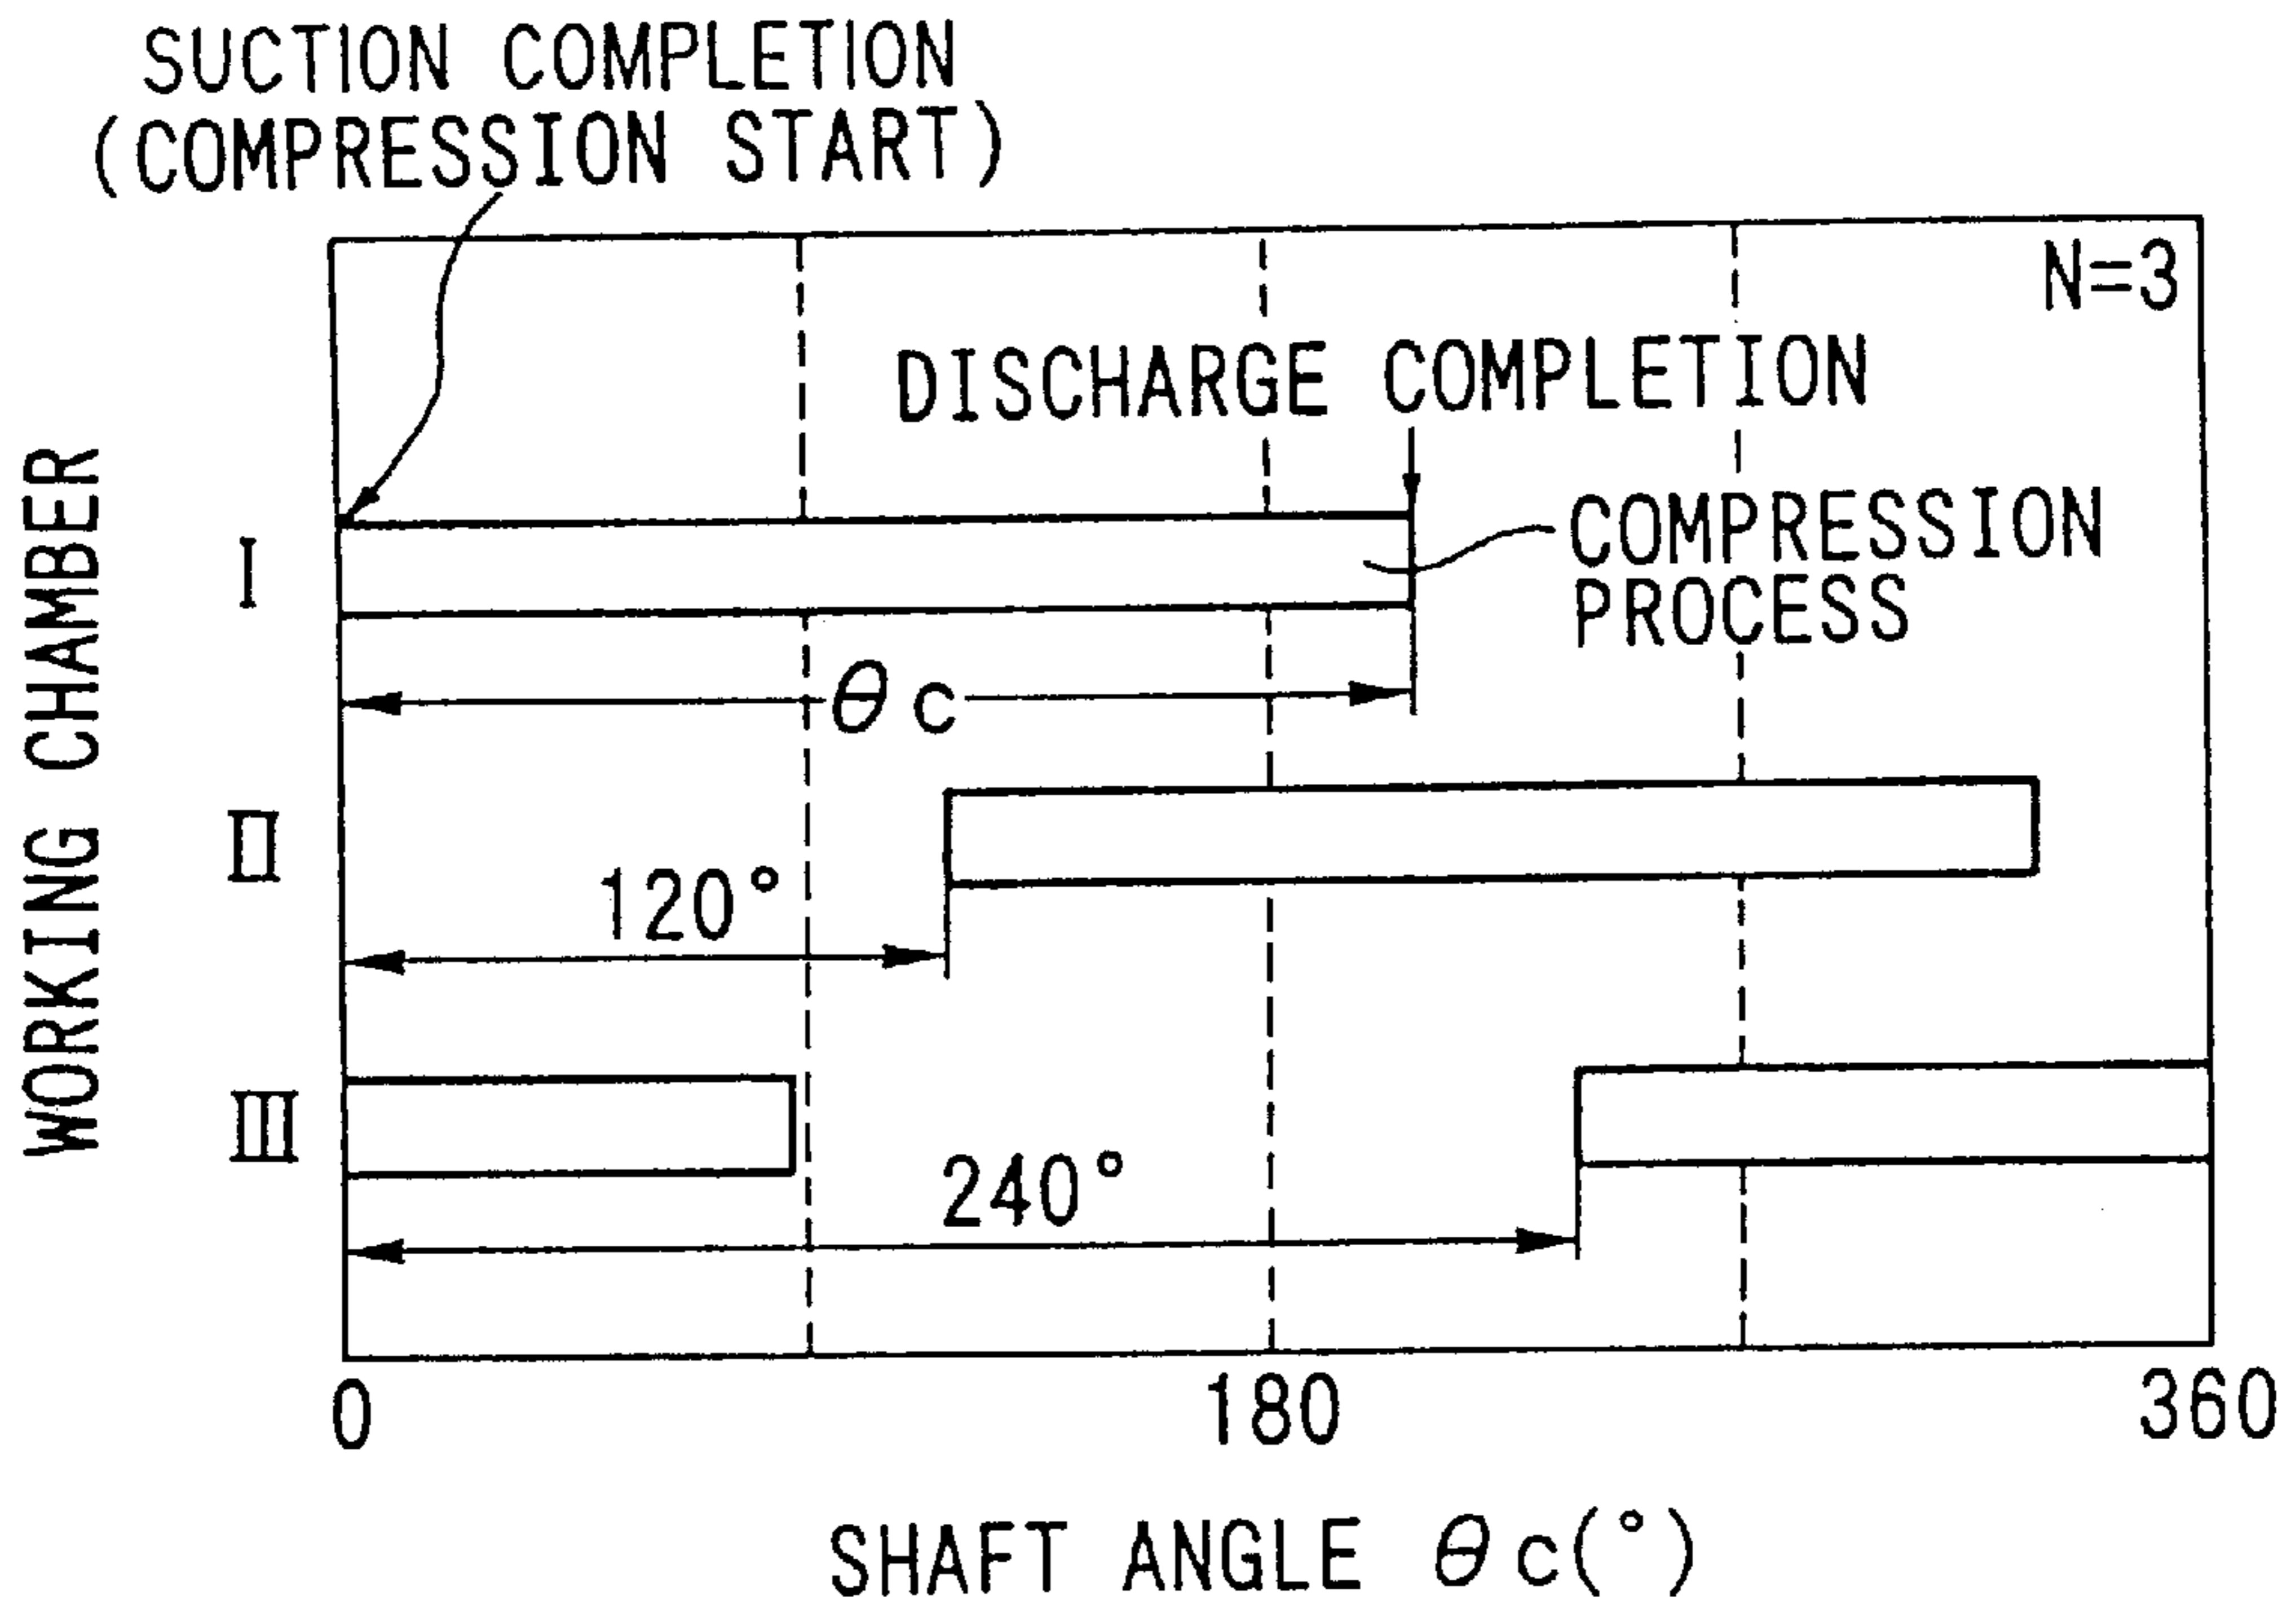 SUCTION COMPLETION
(COMPRESSION START)
N=3
DISCHARGE COMPLETION
COMPRESSION
PROCESS
WORKING CHAMBER
I
θc
II
120°
III
240°
0
180
360
SHAFT ANGLE θc(°)